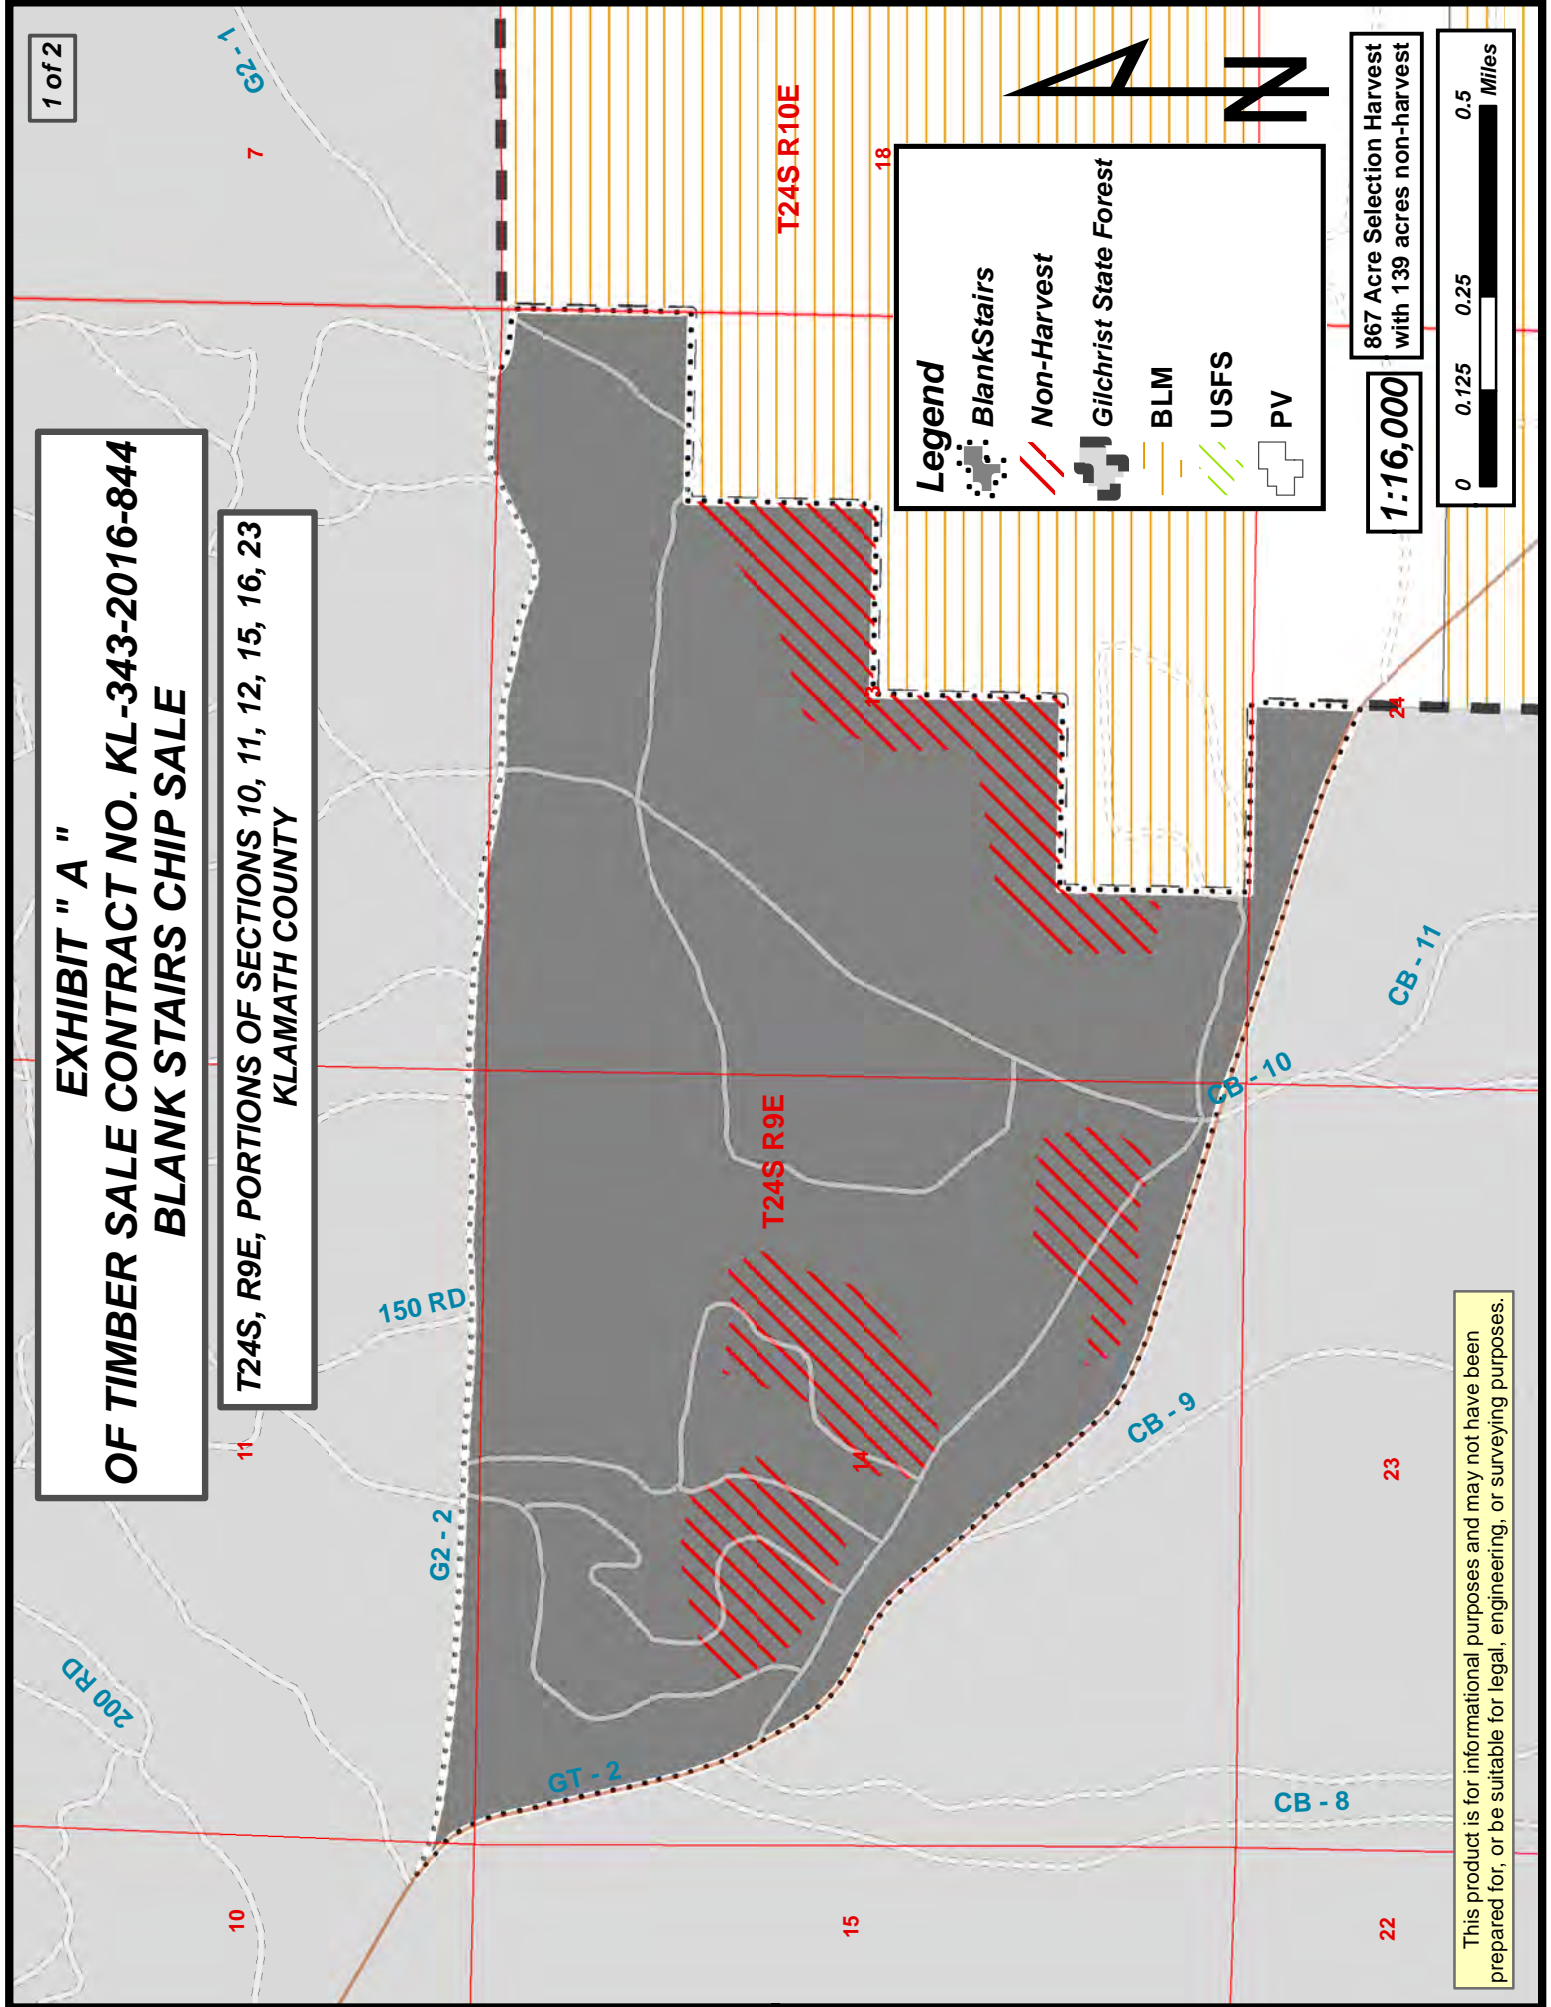 1 of 2
EXHIBIT " A "
OF TIMBER SALE CONTRACT NO. KL-343-2016-844
BLANK STAIRS CHIP SALE
T24S, R9E, PORTIONS OF SECTIONS 10, 11, 12, 15, 16, 23
KLAMATH COUNTY
200 RD
10
11
150 RD
7
G2 - 1
G2 - 2
GT - 2
T24S R9E
T24S R10E
15
14
13
18
CB - 8
CB - 9
CB - 10
CB - 11
22
23
24
Legend
BlankStairs
Non-Harvest
Gilchrist State Forest
BLM
USFS
PV
N
867 Acre Selection Harvest
with 139 acres non-harvest
1:16,000
0 0.125 0.25 0.5
Miles
This product is for informational purposes and may not have been
prepared for, or be suitable for legal, engineering, or surveying purposes.